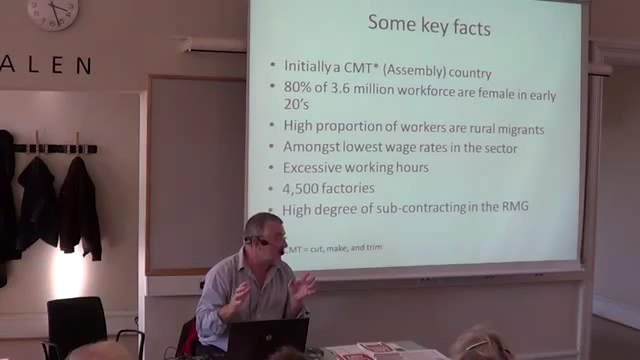 ALEN
Some key facts
• Initially a CMT* (Assembly) country
• 80% of 3.6 million workforce are female in early
20's
• High proportion of workers are rural migrants
• Amongst lowest wage rates in the sector
• Excessive working hours
• 4,500 factories
• High degree of sub-contracting in the RMG
CMT = cut, make, and trim